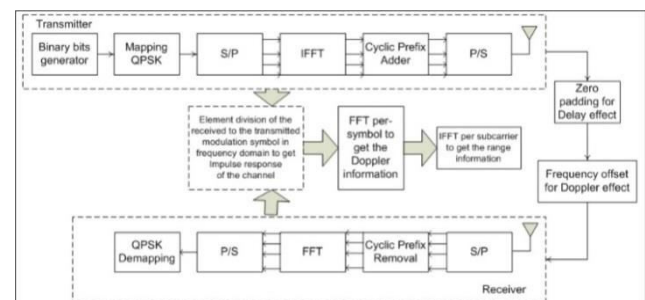 Transmitter
Binary bits
generator
Mapping
QPSK
S/P
IFFT
Cyclic Prefix
Adder
P/S
Zero
padding for
Delay effect
Element division of the
received to the transmitted
modulation symbol in
frequency domain to get
Impulse response
of the channel
FFT per-
symbol to
get the
Doppler
information
IFFT per subcarrier
to get the range
information
Frequency offset
for Doppler effect
QPSK
Demapping
P/S
FFT
Cyclic Prefix
Removal
S/P
Receiver